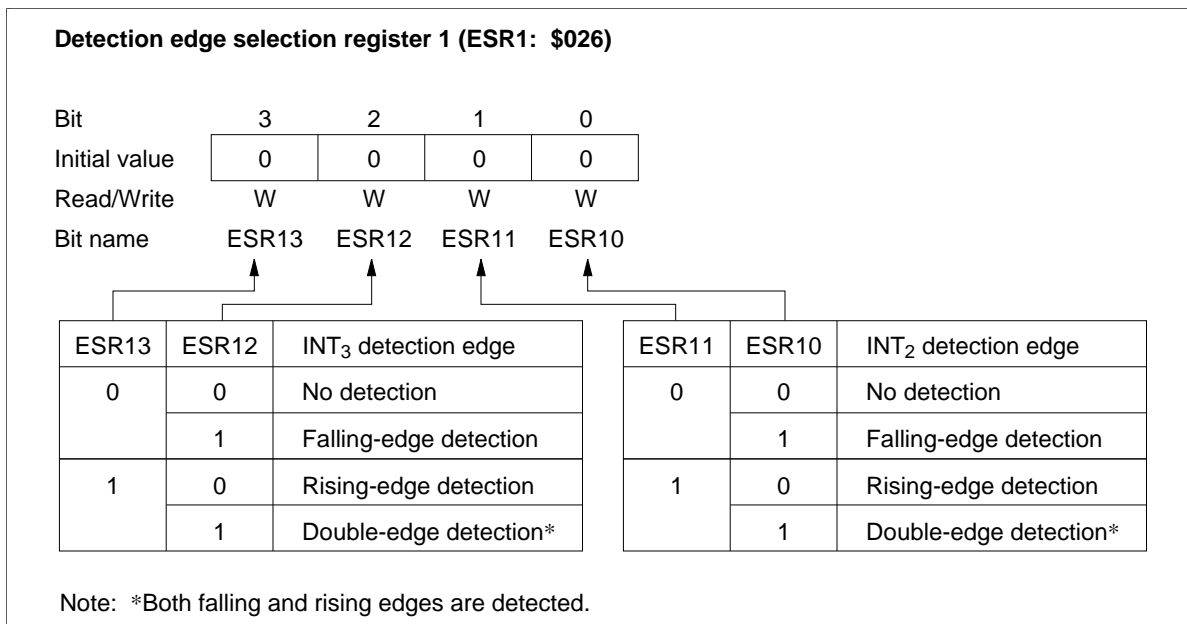 Detection edge selection register 1 (ESR1: $026)
Bit 3 2 1 0
Initial value 0 0 0 0
Read/Write W W W W
Bit name ESR13 ESR12 ESR11 ESR10
ESR13 ESR12 INT3 detection edge
0 0 No detection
1 Falling-edge detection
1 0 Rising-edge detection
1 Double-edge detection*
ESR11 ESR10 INT2 detection edge
0 0 No detection
1 Falling-edge detection
1 0 Rising-edge detection
1 Double-edge detection*
Note: *Both falling and rising edges are detected.